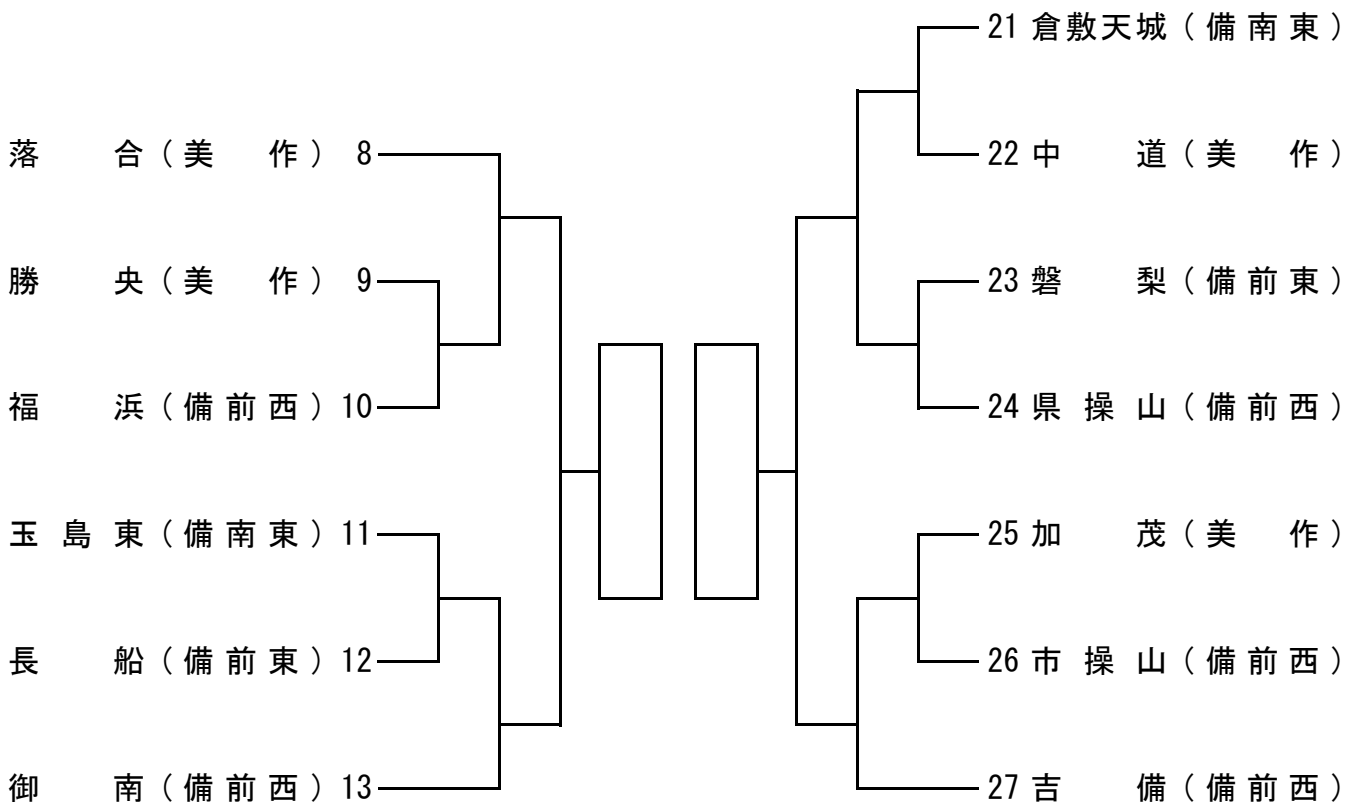 落合(美作) 8
勝央(美作) 9
福浜(備前西) 10
玉島東(備南東) 11
長船(備前東) 12
御南(備前西) 13
21 倉敷天城(備南東)
22 中道(美作)
23 磐梨(備前東)
24 県操山(備前西)
25 加茂(美作)
26 市操山(備前西)
27 吉備(備前西)